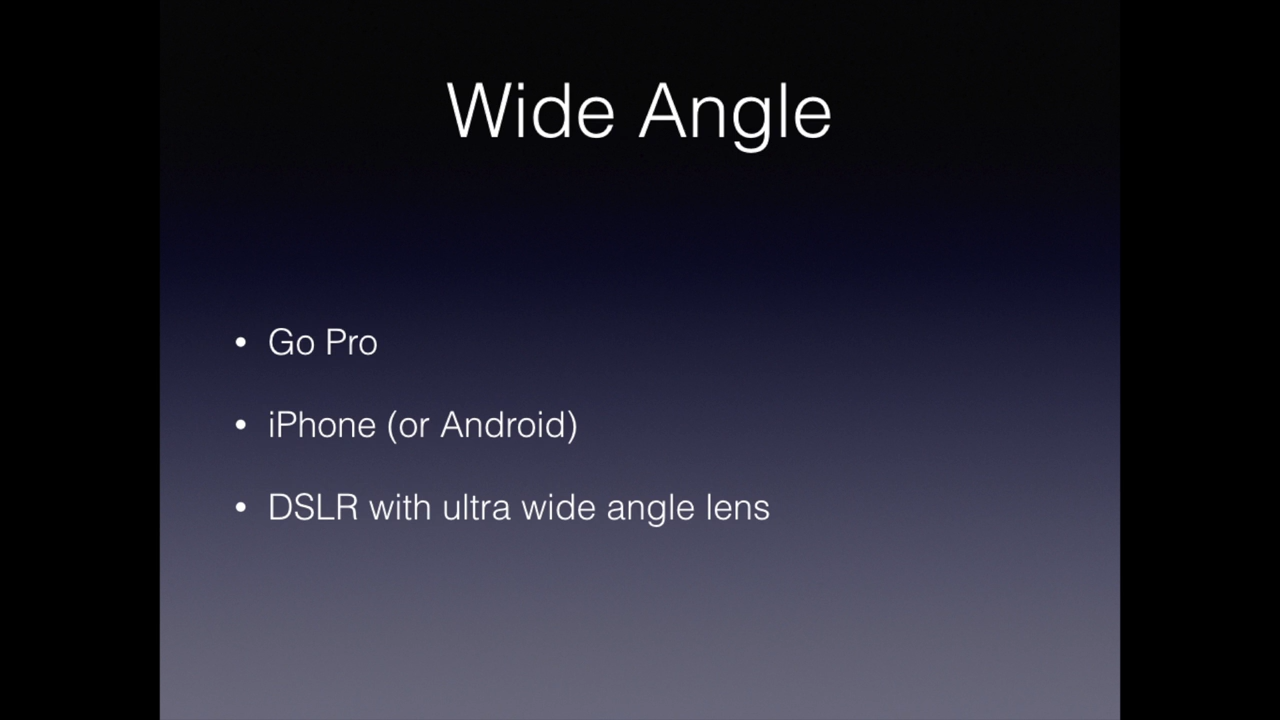 Wide Angle
• Go Pro
• iPhone (or Android)
• DSLR with ultra wide angle lens